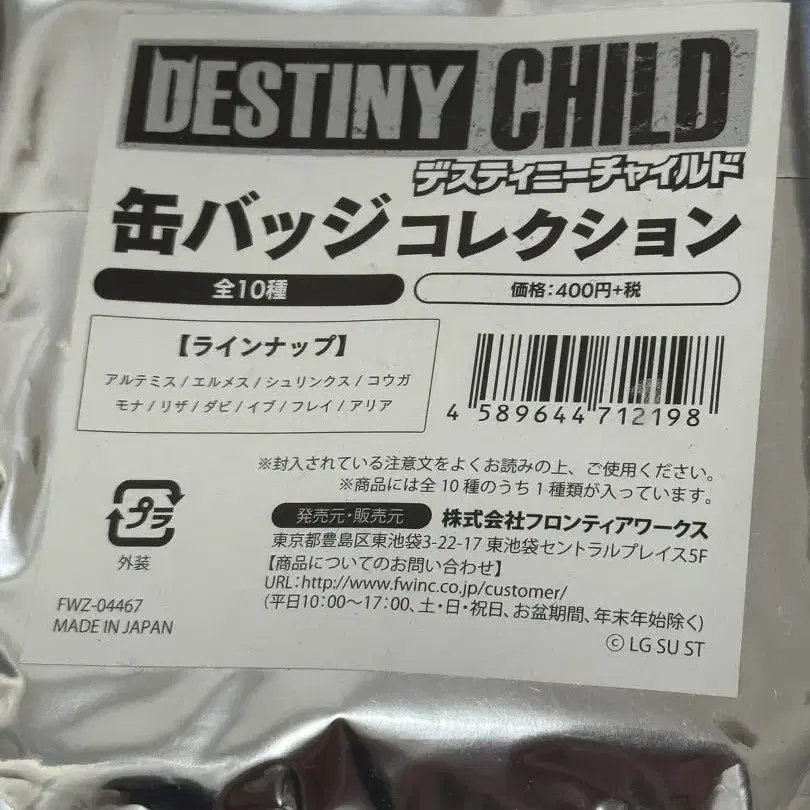 DESTINY CHILD
デスティニーチャイルド
缶バッジコレクション
全10種
価格:400円+税
【ラインナップ】
アルテミス/エルメス/シュリンクス/コウガ
モナ/リザ/ダビ/イブ/フレイ/アリア
4 589644 712198
※封入されている注意文をよくお読みの上、ご使用ください。
※商品には全10種のうち1種類が入っています。
プラ
外装
発売元・販売元 株式会社フロンティアワークス
東京都豊島区東池袋3-22-17 東池袋セントラルプレイス5F
【商品についてのお問い合わせ】
URL:http://www.fwinc.co.jp/customer/
(平日10:00～17:00、土・日・祝日、お盆期間、年末年始除く)
FWZ-04467
MADE IN JAPAN
©LG SU ST